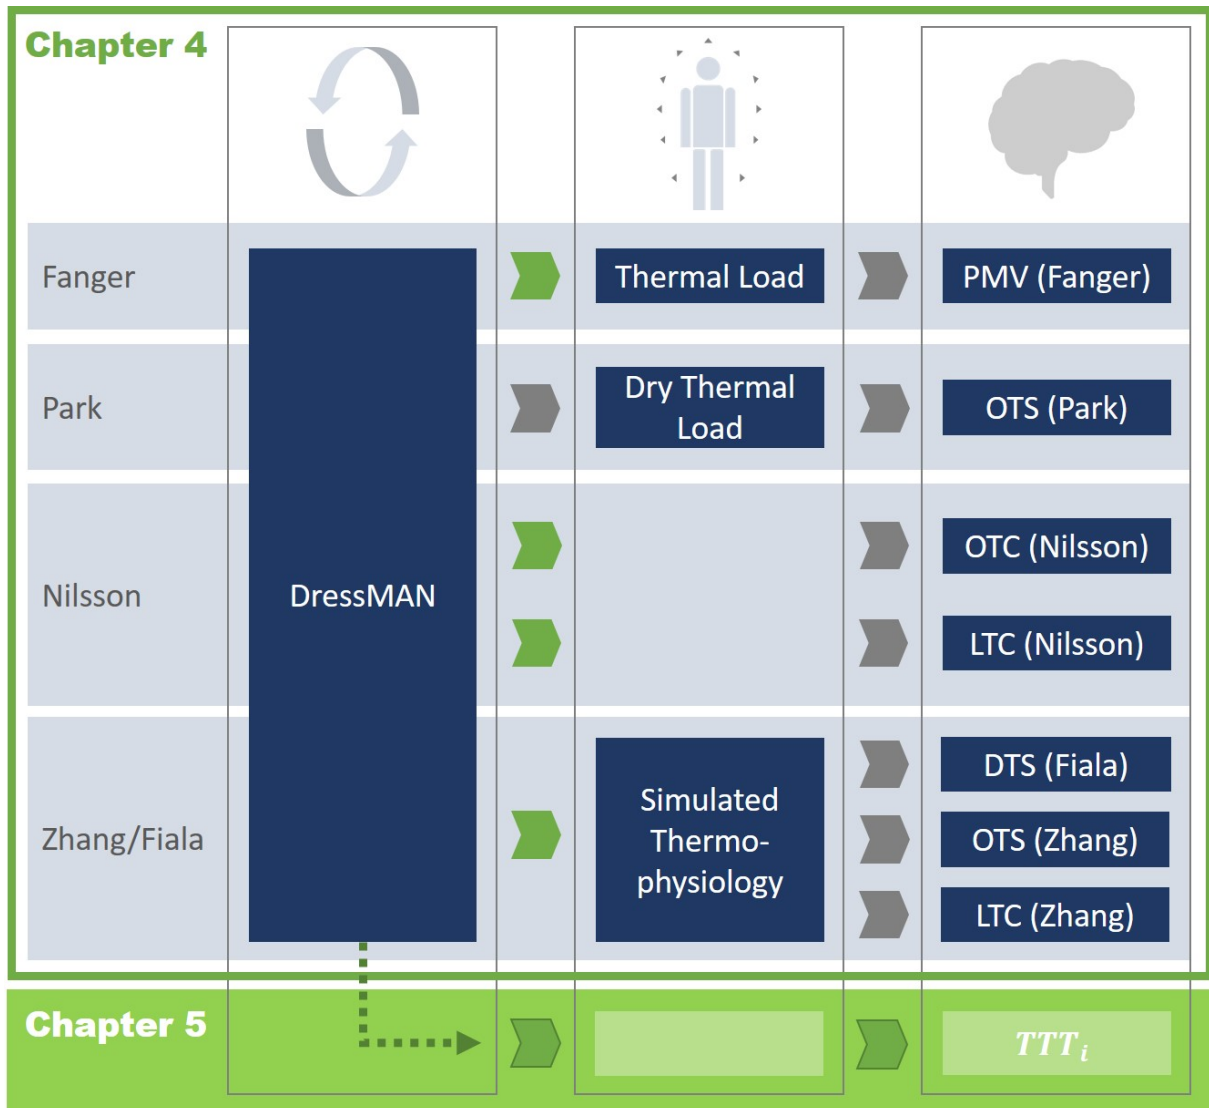 Chapter 4
Fanger
Thermal Load
PMV (Fanger)
Park
Dry Thermal
Load
OTS (Park)
Nilsson
DressMAN
OTC (Nilsson)
LTC (Nilsson)
Zhang/Fiala
Simulated
Thermo-
physiology
DTS (Fiala)
OTS (Zhang)
LTC (Zhang)
Chapter 5
TTT_i